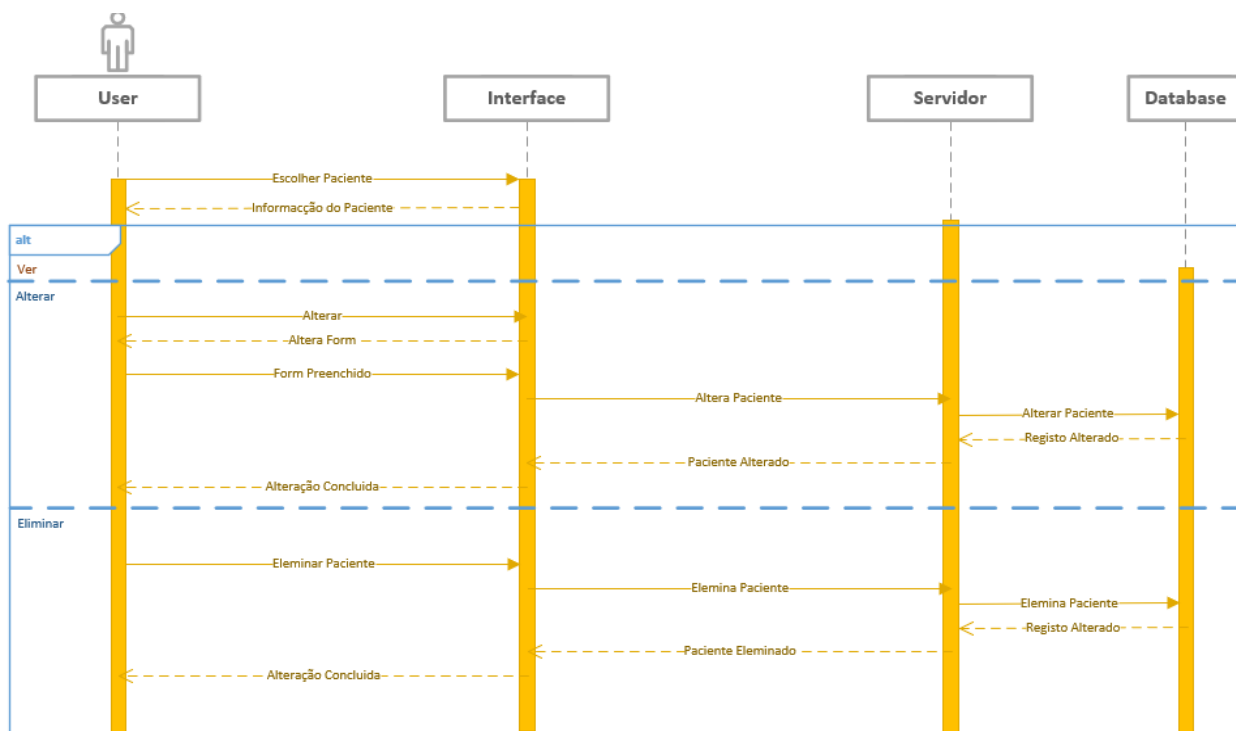 User
Interface
Servidor
Database
Escolher Paciente
Informacção do Paciente
alt
Ver
Alterar
Alterar
Altera Form
Form Preenchido
Altera Paciente
Alterar Paciente
Registo Alterado
Paciente Alterado
Alteração Concluida
Eliminar
Eleminar Paciente
Elemina Paciente
Elemina Paciente
Registo Alterado
Paciente Eleminado
Alteração Concluida